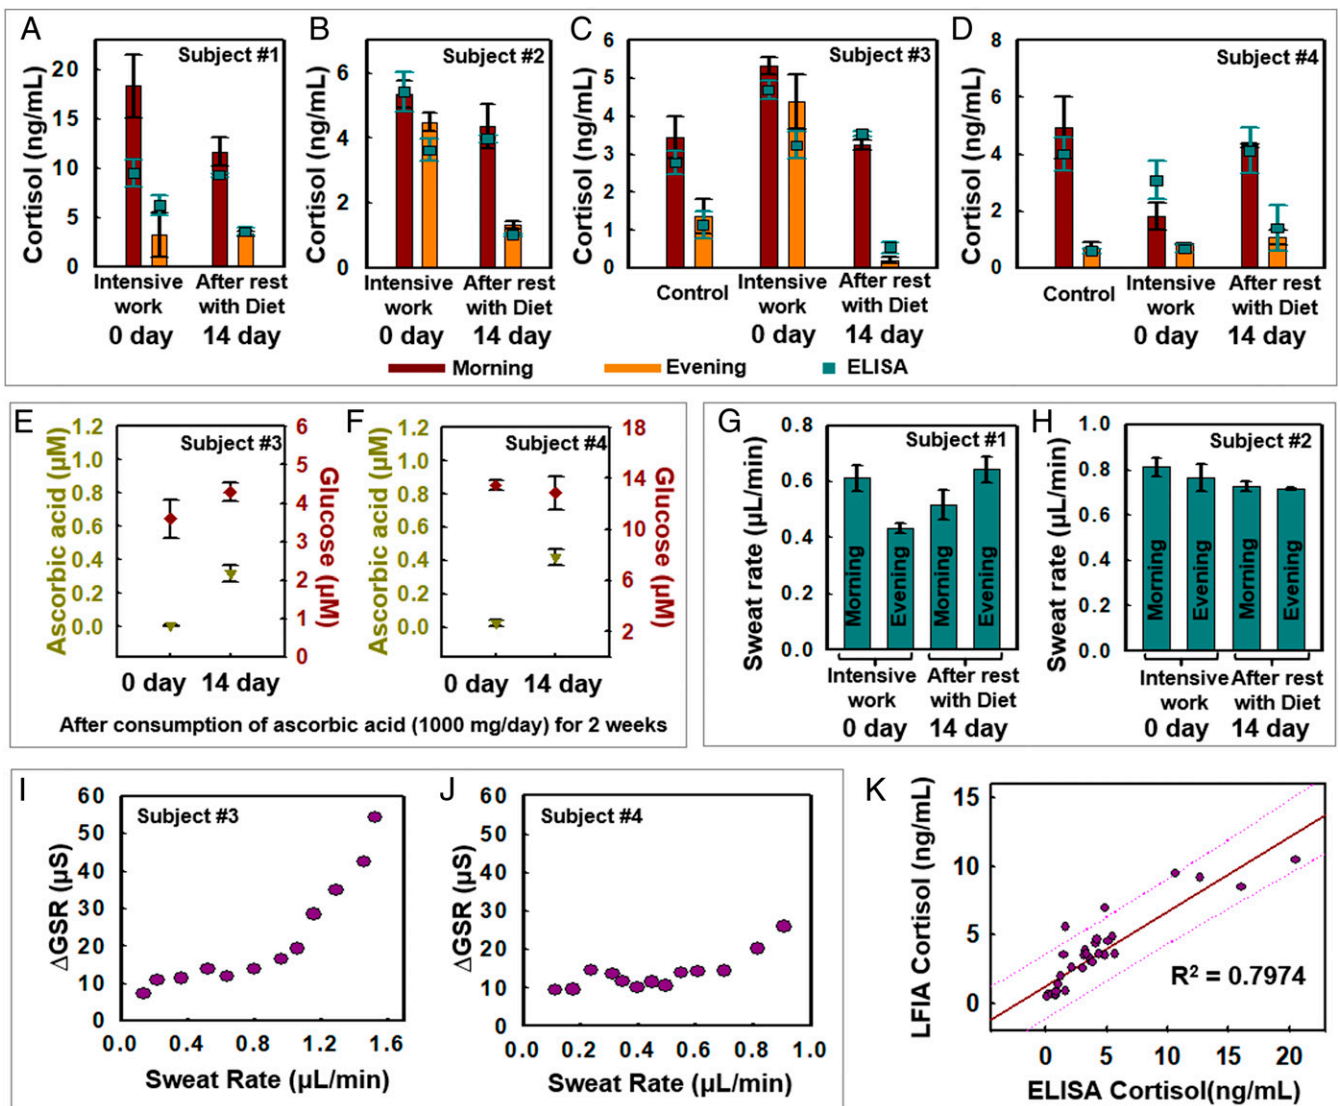 A
Subject #1
Cortisol (ng/mL)
20
15
10
5
0
Intensive work
After rest with Diet
0 day
14 day
B
Subject #2
Cortisol (ng/mL)
6
4
2
0
Intensive work
After rest with Diet
0 day
14 day
C
Subject #3
Cortisol (ng/mL)
6
5
4
3
2
1
0
Control
Intensive work
After rest with Diet
0 day
14 day
D
Subject #4
Cortisol (ng/mL)
8
6
4
2
0
Control
Intensive work
After rest with Diet
0 day
14 day
Morning
Evening
ELISA
E
Subject #3
Ascorbic acid (µM)
1.2
1.0
0.8
0.6
0.4
0.2
0.0
Glucose (µM)
6
5
4
3
2
1
0
0 day
14 day
F
Subject #4
Ascorbic acid (µM)
1.2
1.0
0.8
0.6
0.4
0.2
0.0
Glucose (µM)
18
14
10
6
2
0 day
14 day
After consumption of ascorbic acid (1000 mg/day) for 2 weeks
G
Subject #1
Sweat rate (µL/min)
0.8
0.6
0.4
0.2
0.0
Morning
Evening
Morning
Evening
Intensive work
After rest with Diet
0 day
14 day
H
Subject #2
Sweat rate (µL/min)
1.0
0.8
0.6
0.4
0.2
0.0
Morning
Evening
Morning
Evening
Intensive work
After rest with Diet
0 day
14 day
I
Subject #3
ΔGSR (µS)
60
50
40
30
20
10
0
0.0
0.4
0.8
1.2
1.6
Sweat Rate (µL/min)
J
Subject #4
ΔGSR (µS)
60
50
40
30
20
10
0
0.0
0.2
0.4
0.6
0.8
1.0
Sweat Rate (µL/min)
K
LFIA Cortisol (ng/mL)
15
10
5
0
R² = 0.7974
0
5
10
15
20
ELISA Cortisol(ng/mL)